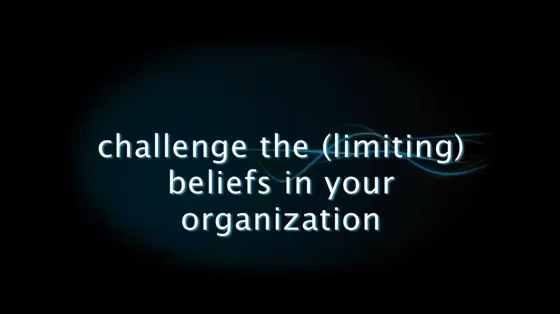 challenge the (limiting)
beliefs in your
organization